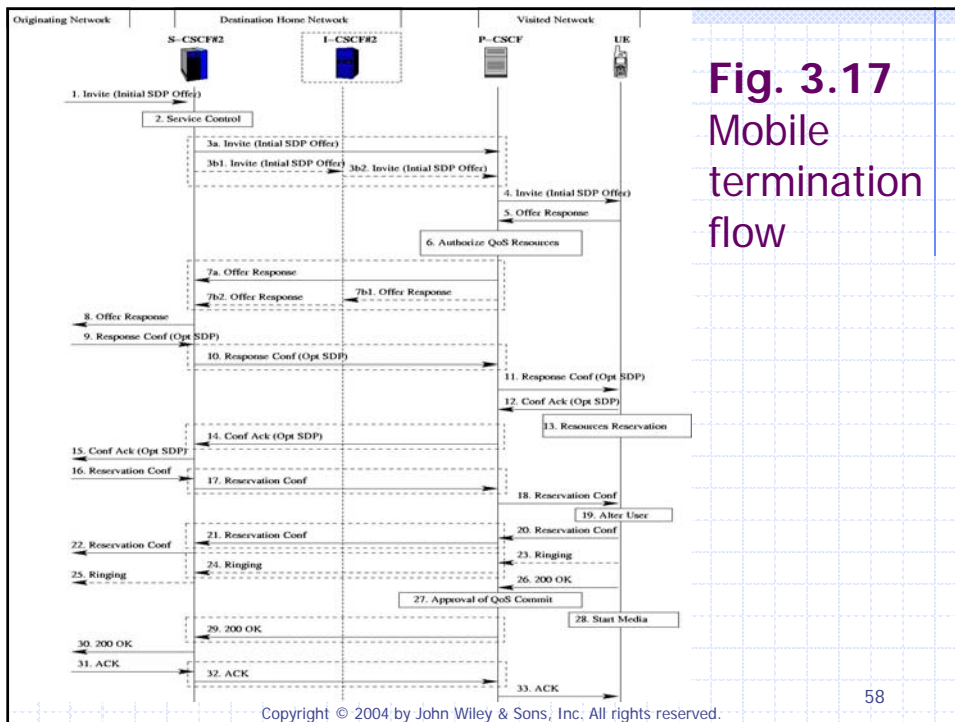 Originating Network
Destination Home Network
Visited Network
S-CSCF#2
I-CSCF#2
P-CSCF
UE
1. Invite (Initial SDP Offer)
2. Service Control
3a. Invite (Intial SDP Offer)
3b1. Invite (Intial SDP Offer)
3b2. Invite (Intial SDP Offer)
4. Invite (Intial SDP Offer)
5. Offer Response
6. Authorize QoS Resources
7a. Offer Response
7b1. Offer Response
7b2. Offer Response
8. Offer Response
9. Response Conf (Opt SDP)
10. Response Conf (Opt SDP)
11. Response Conf (Opt SDP)
12. Conf Ack (Opt SDP)
13. Resources Reservation
14. Conf Ack (Opt SDP)
15. Conf Ack (Opt SDP)
16. Reservation Conf
17. Reservation Conf
18. Reservation Conf
19. Alter User
20. Reservation Conf
21. Reservation Conf
22. Reservation Conf
23. Ringing
24. Ringing
25. Ringing
26. 200 OK
27. Approval of QoS Commit
28. Start Media
29. 200 OK
30. 200 OK
31. ACK
32. ACK
33. ACK
Fig. 3.17
Mobile
termination
flow
58
Copyright © 2004 by John Wiley & Sons, Inc. All rights reserved.